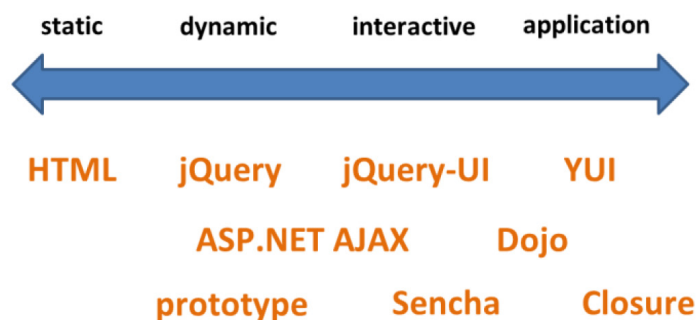 static dynamic interactive application
HTML jQuery jQuery-UI YUI
ASP.NET AJAX Dojo
prototype Sencha Closure